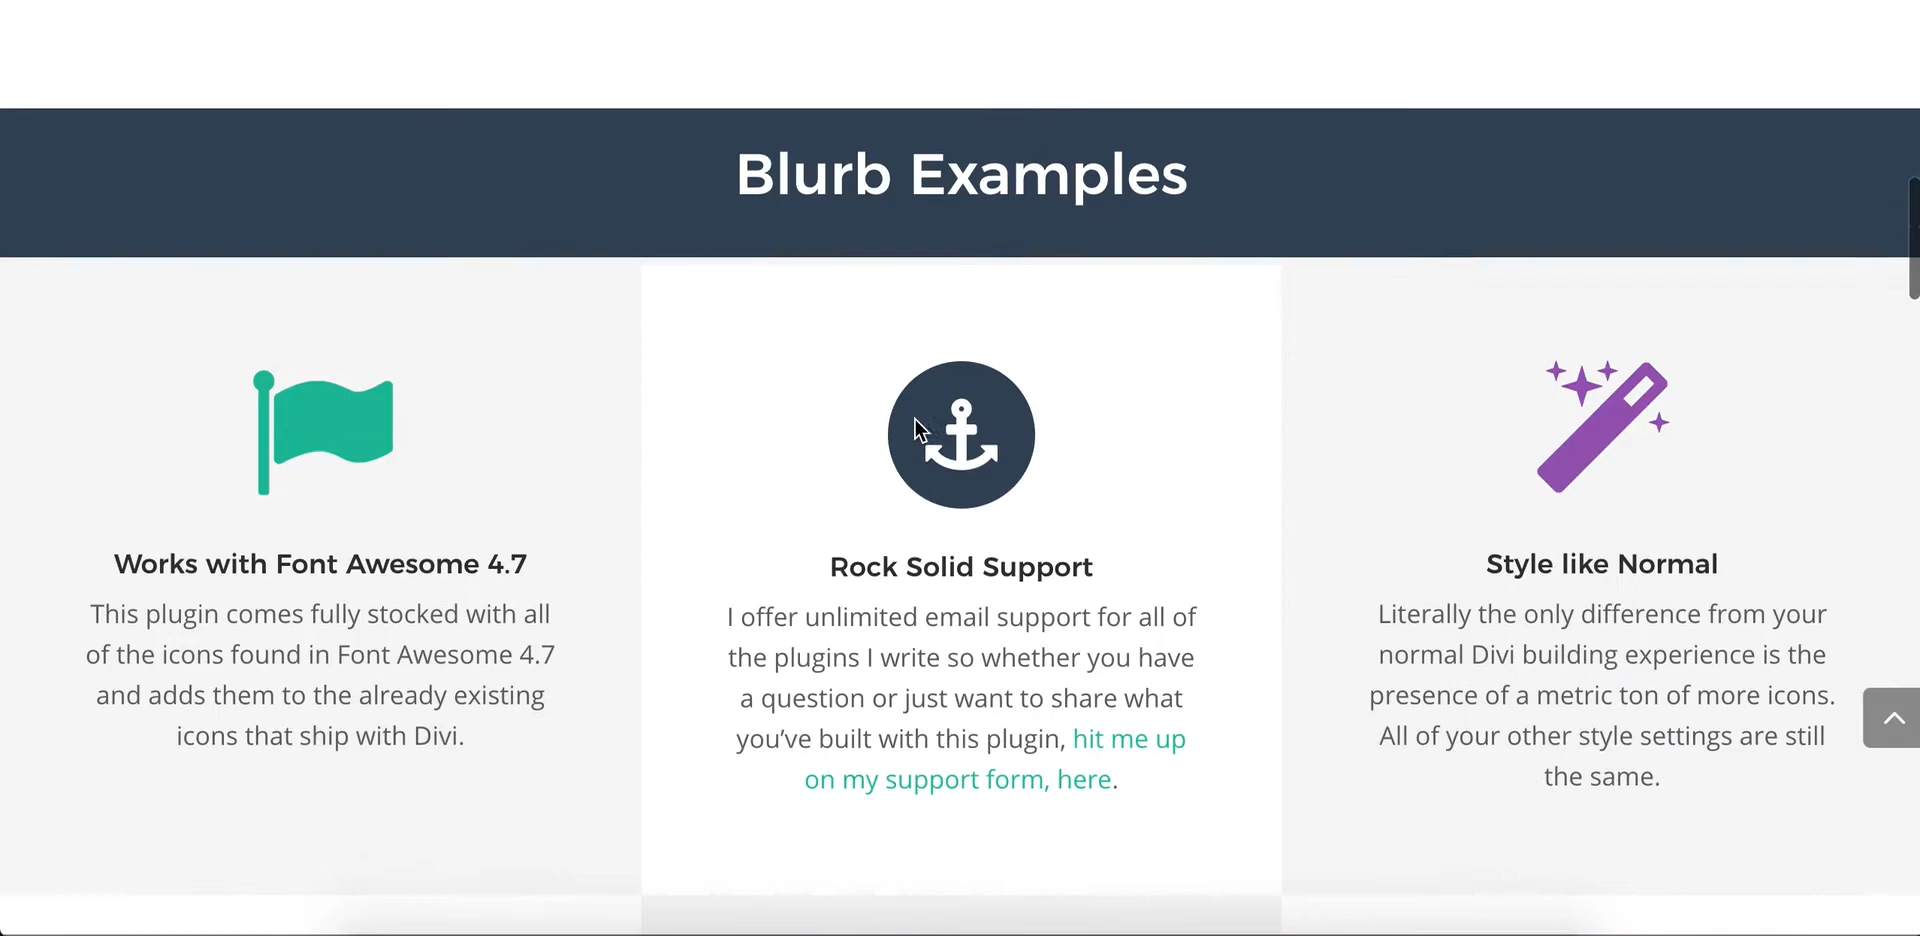 Blurb Examples
Works with Font Awesome 4.7
This plugin comes fully stocked with all
of the icons found in Font Awesome 4.7
and adds them to the already existing
icons that ship with Divi.
Rock Solid Support
I offer unlimited email support for all of
the plugins I write so whether you have
a question or just want to share what
you’ve built with this plugin, hit me up
on my support form, here.
Style like Normal
Literally the only difference from your
normal Divi building experience is the
presence of a metric ton of more icons.
All of your other style settings are still
the same.